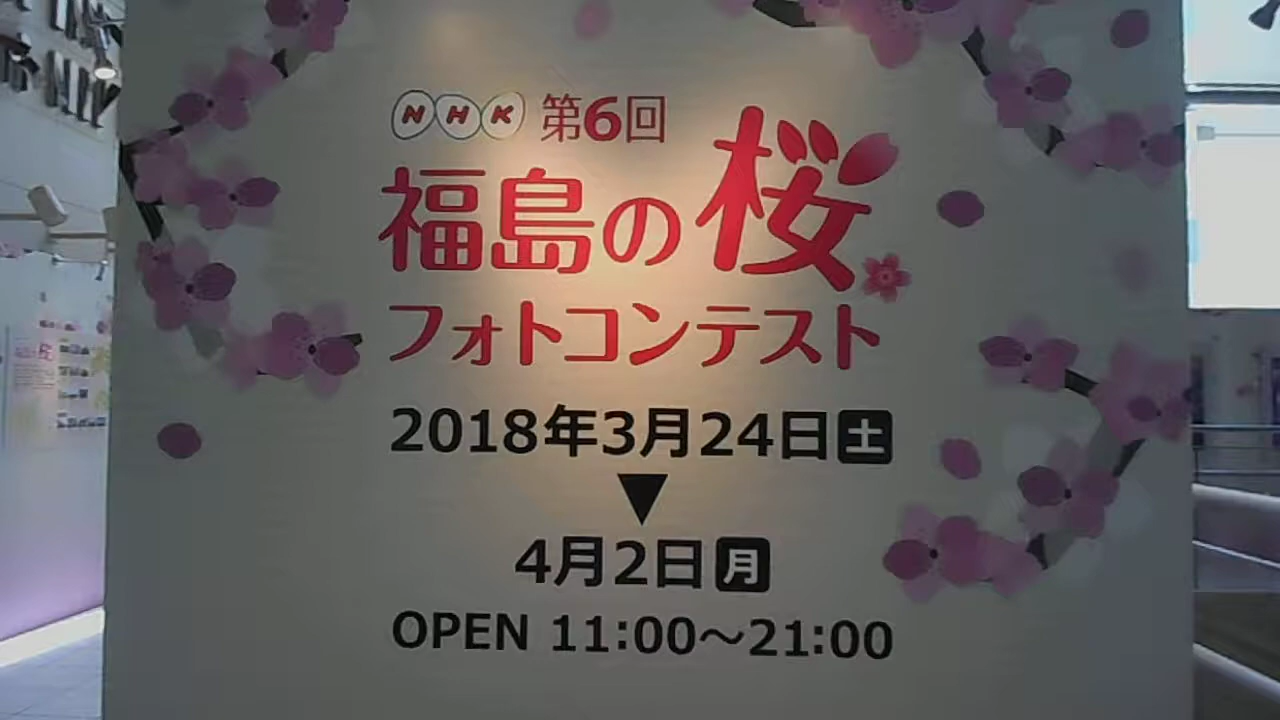 NHK 第6回
福島の桜
フォトコンテスト
2018年3月24日土
▼
4月2日月
OPEN 11:00～21:00